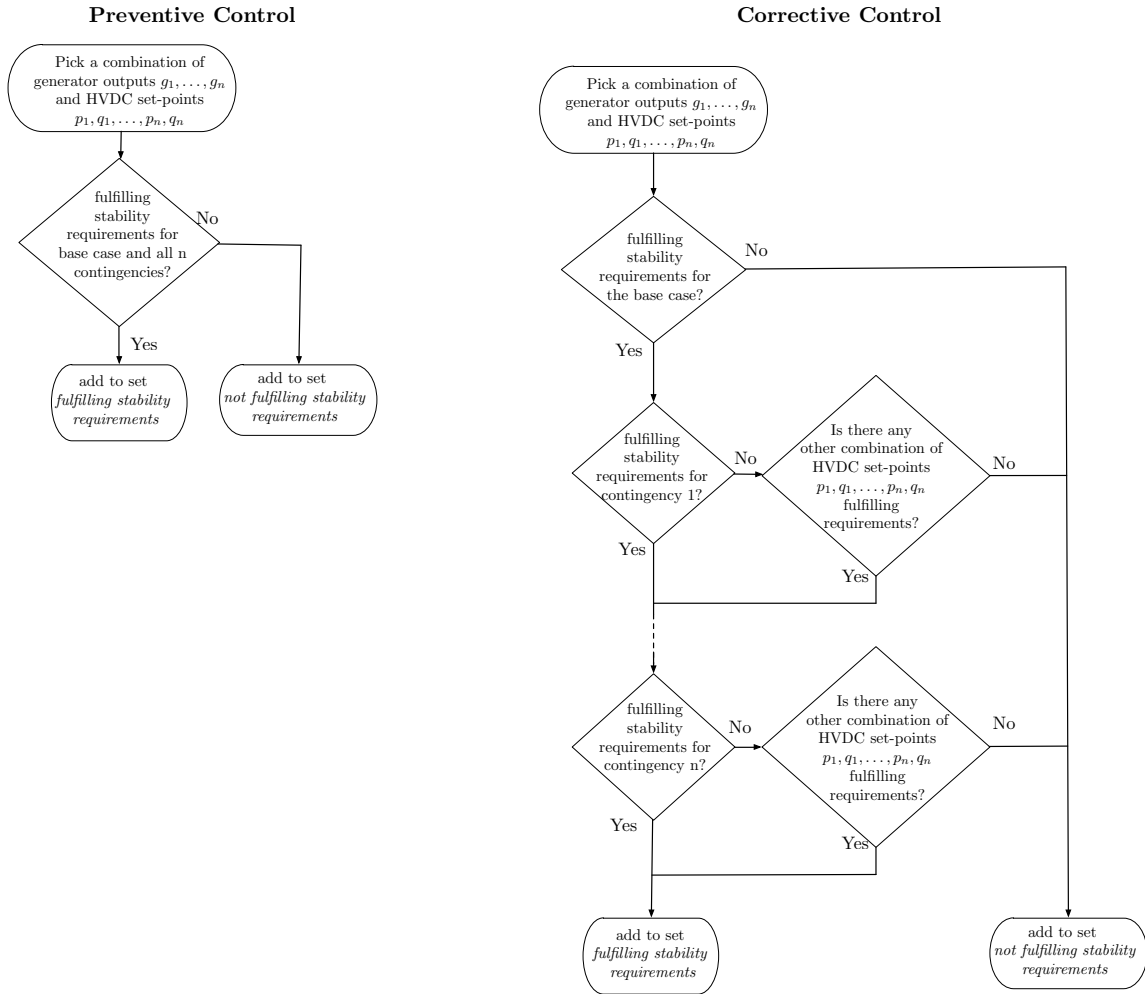 Preventive Control
Pick a combination of
generator outputs g₁, . . . , gₙ
and HVDC set-points
p₁, q₁, . . . , pₙ, qₙ
fulfilling
stability
requirements for
base case and all n
contingencies?
No
Yes
add to set
fulfilling stability
requirements
add to set
not fulfilling stability
requirements
Corrective Control
Pick a combination of
generator outputs g₁, . . . , gₙ
and HVDC set-points
p₁, q₁, . . . , pₙ, qₙ
fulfilling
stability
requirements for
the base case?
No
Yes
fulfilling
stability
requirements for
contingency 1?
No
Yes
Is there any
other combination of
HVDC set-points
p₁, q₁, . . . , pₙ, qₙ
fulfilling
requirements?
No
Yes
fulfilling
stability
requirements for
contingency n?
No
Yes
Is there any
other combination of
HVDC set-points
p₁, q₁, . . . , pₙ, qₙ
fulfilling
requirements?
No
Yes
add to set
fulfilling stability
requirements
add to set
not fulfilling stability
requirements